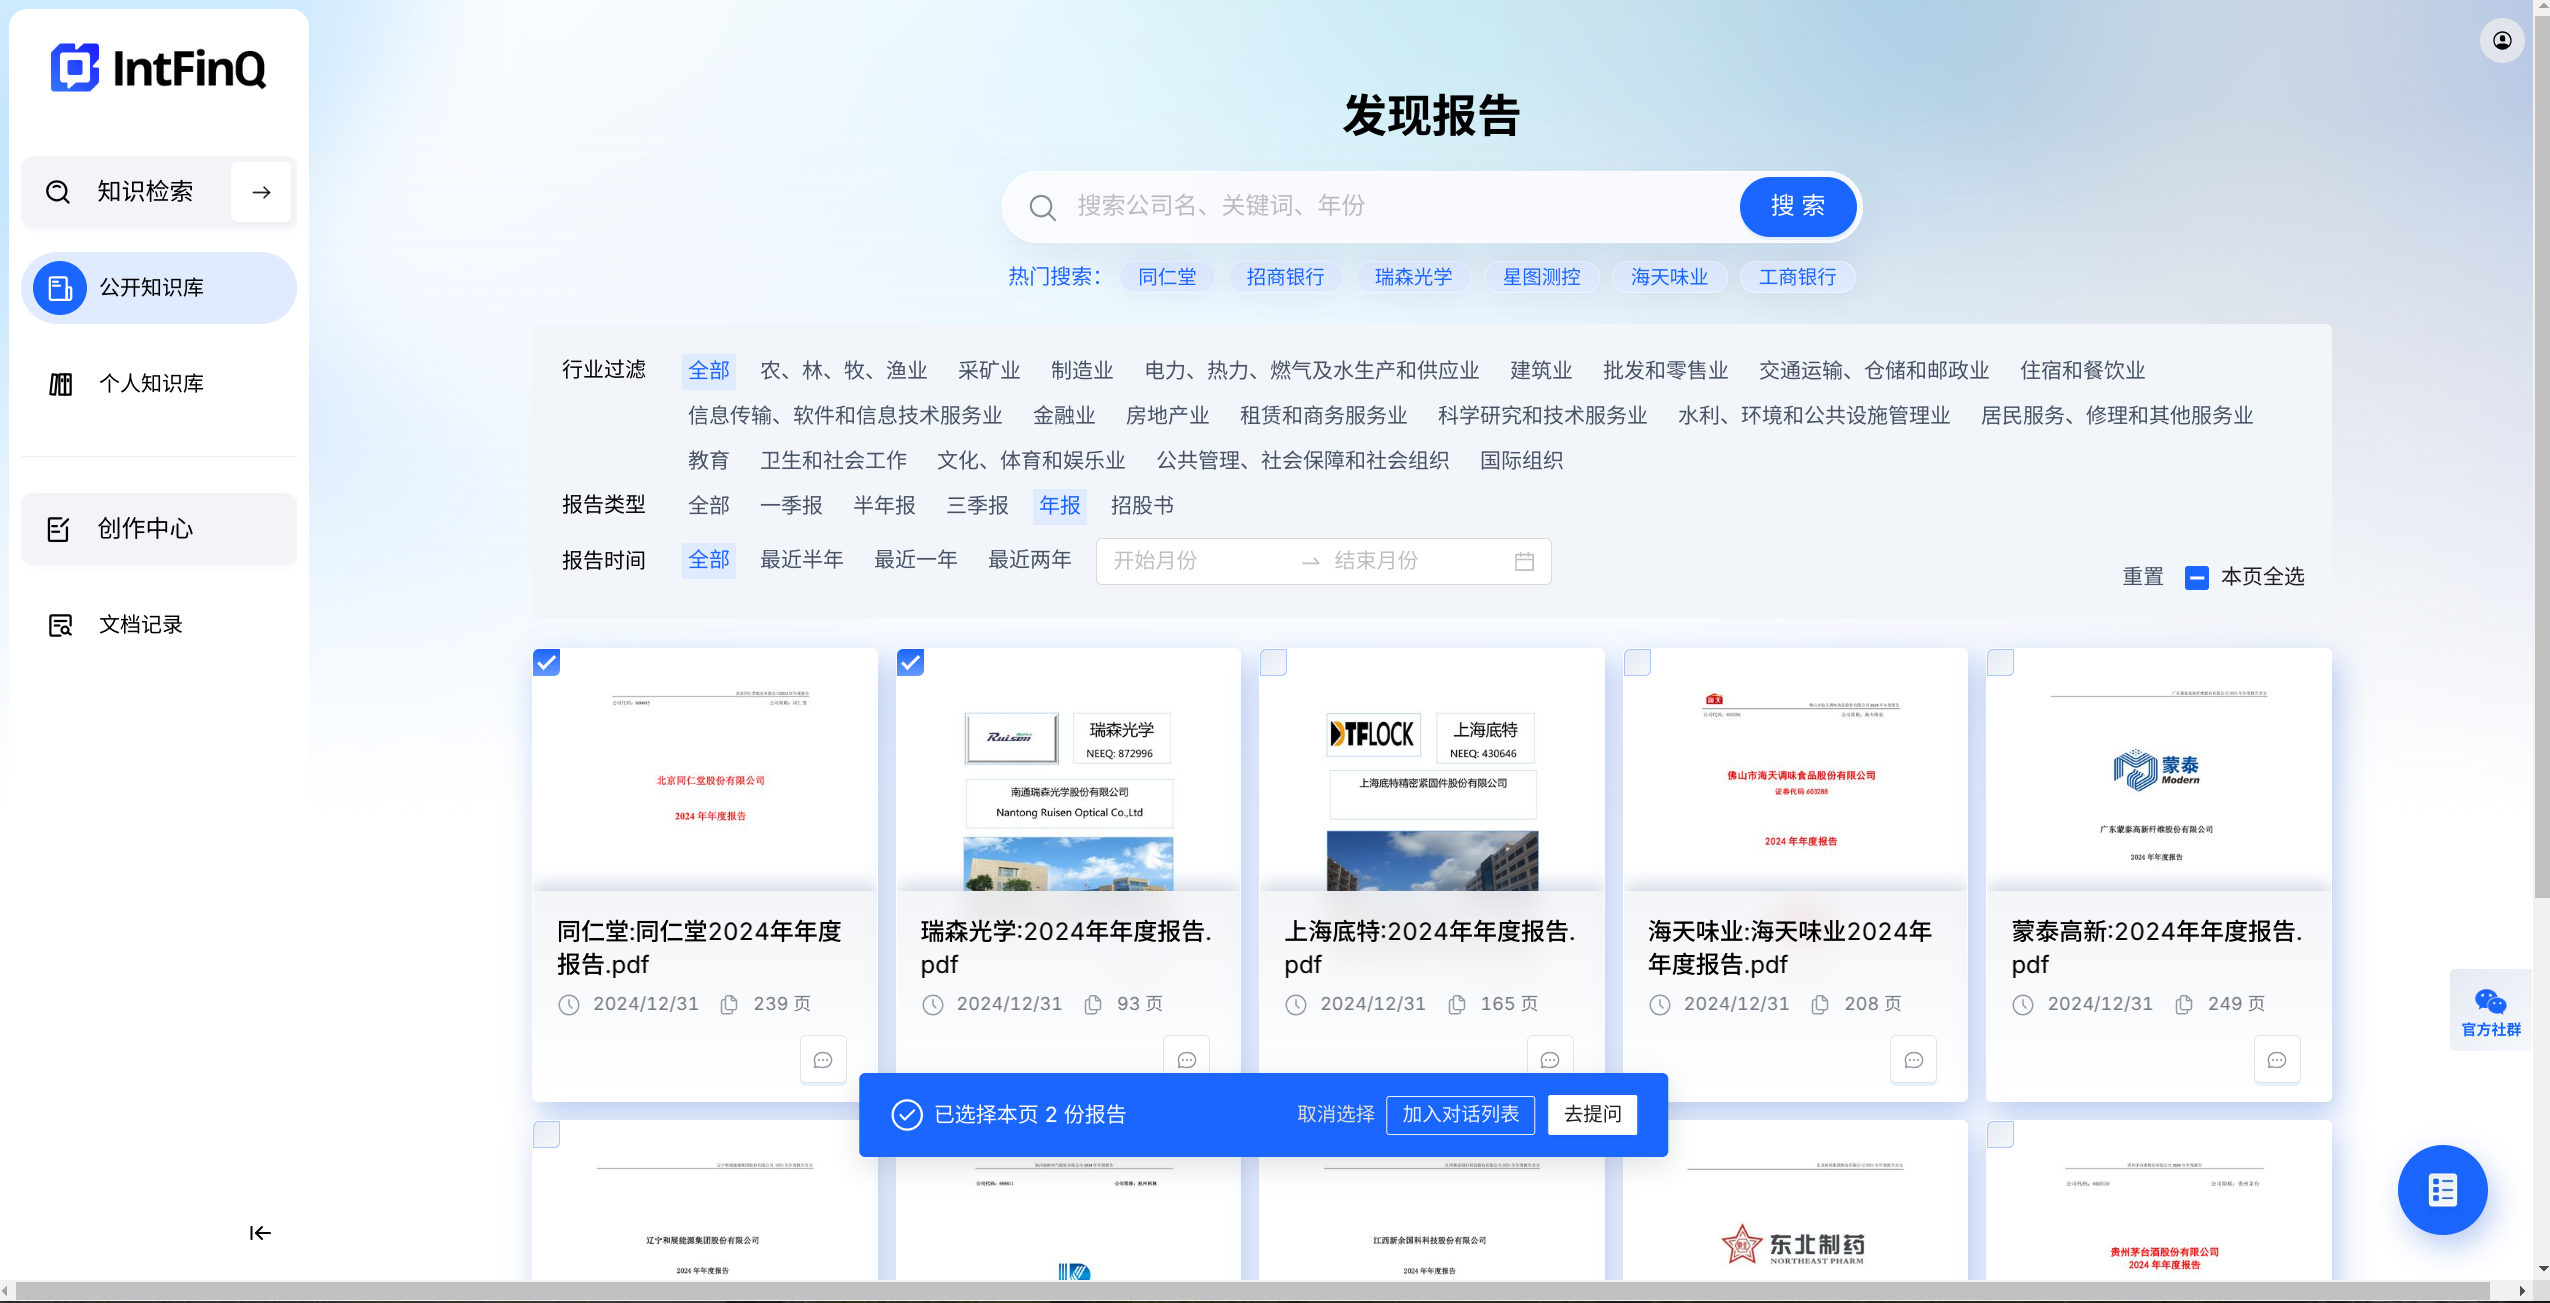 IntFinQ
知识检索
公开知识库
个人知识库
创作中心
文档记录
发现报告
搜索公司名、关键词、年份
搜 索
热门搜索： 同仁堂 招商银行 瑞森光学 星图测控 海天味业 工商银行
行业过滤 全部 农、林、牧、渔业 采矿业 制造业 电力、热力、燃气及水生产和供应业 建筑业 批发和零售业 交通运输、仓储和邮政业 住宿和餐饮业
信息传输、软件和信息技术服务业 金融业 房地产业 租赁和商务服务业 科学研究和技术服务业 水利、环境和公共设施管理业 居民服务、修理和其他服务业
教育 卫生和社会工作 文化、体育和娱乐业 公共管理、社会保障和社会组织 国际组织
报告类型 全部 一季报 半年报 三季报 年报 招股书
报告时间 全部 最近半年 最近一年 最近两年 开始月份 结束月份
重置 本页全选
北京同仁堂股份有限公司
2024 年年度报告
同仁堂:同仁堂2024年年度
报告.pdf
2024/12/31 239 页
Ruisen
瑞森光学
NEEQ: 872996
南通瑞森光学股份有限公司
Nantong Ruisen Optical Co.,Ltd
瑞森光学:2024年年度报告.
pdf
2024/12/31 93 页
DTFLOCK
上海底特
NEEQ: 430646
上海底特精密紧固件股份有限公司
上海底特:2024年年度报告.
pdf
2024/12/31 165 页
佛山市海天调味食品股份有限公司
证券代码 603288
2024 年年度报告
海天味业:海天味业2024年
年度报告.pdf
2024/12/31 208 页
蒙泰
Modern
广东蒙泰高新纤维股份有限公司
2024 年年度报告
蒙泰高新:2024年年度报告.
pdf
2024/12/31 249 页
已选择本页 2 份报告 取消选择 加入对话列表 去提问
辽宁和展能源集团股份有限公司
2024 年年度报告
江西新余国科科技股份有限公司
2024 年年度报告
东北制药
NORTHEAST PHARM
贵州茅台酒股份有限公司
2024 年年度报告
官方社群